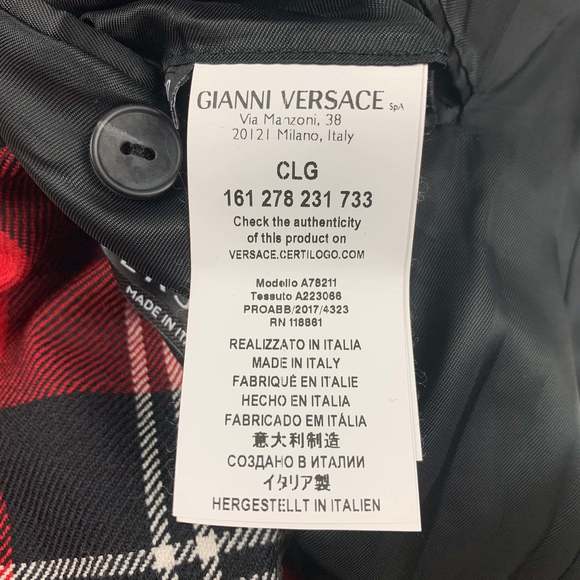 GIANNI VERSACE SpA
Via Manzoni, 38
20121 Milano, Italy
CLG
161 278 231 733
Check the authenticity
of this product on
VERSACE.CERTILOGO.COM
Modello A78211
Tessuto A223066
PROABB/2017/4323
RN 118861
REALIZZATO IN ITALIA
MADE IN ITALY
FABRIQUÉ EN ITALIE
HECHO EN ITALIA
FABRICADO EM ITÁLIA
意大利制造
СОЗДАНО В ИТАЛИИ
イタリア製
HERGESTELLT IN ITALIEN
MADE IN